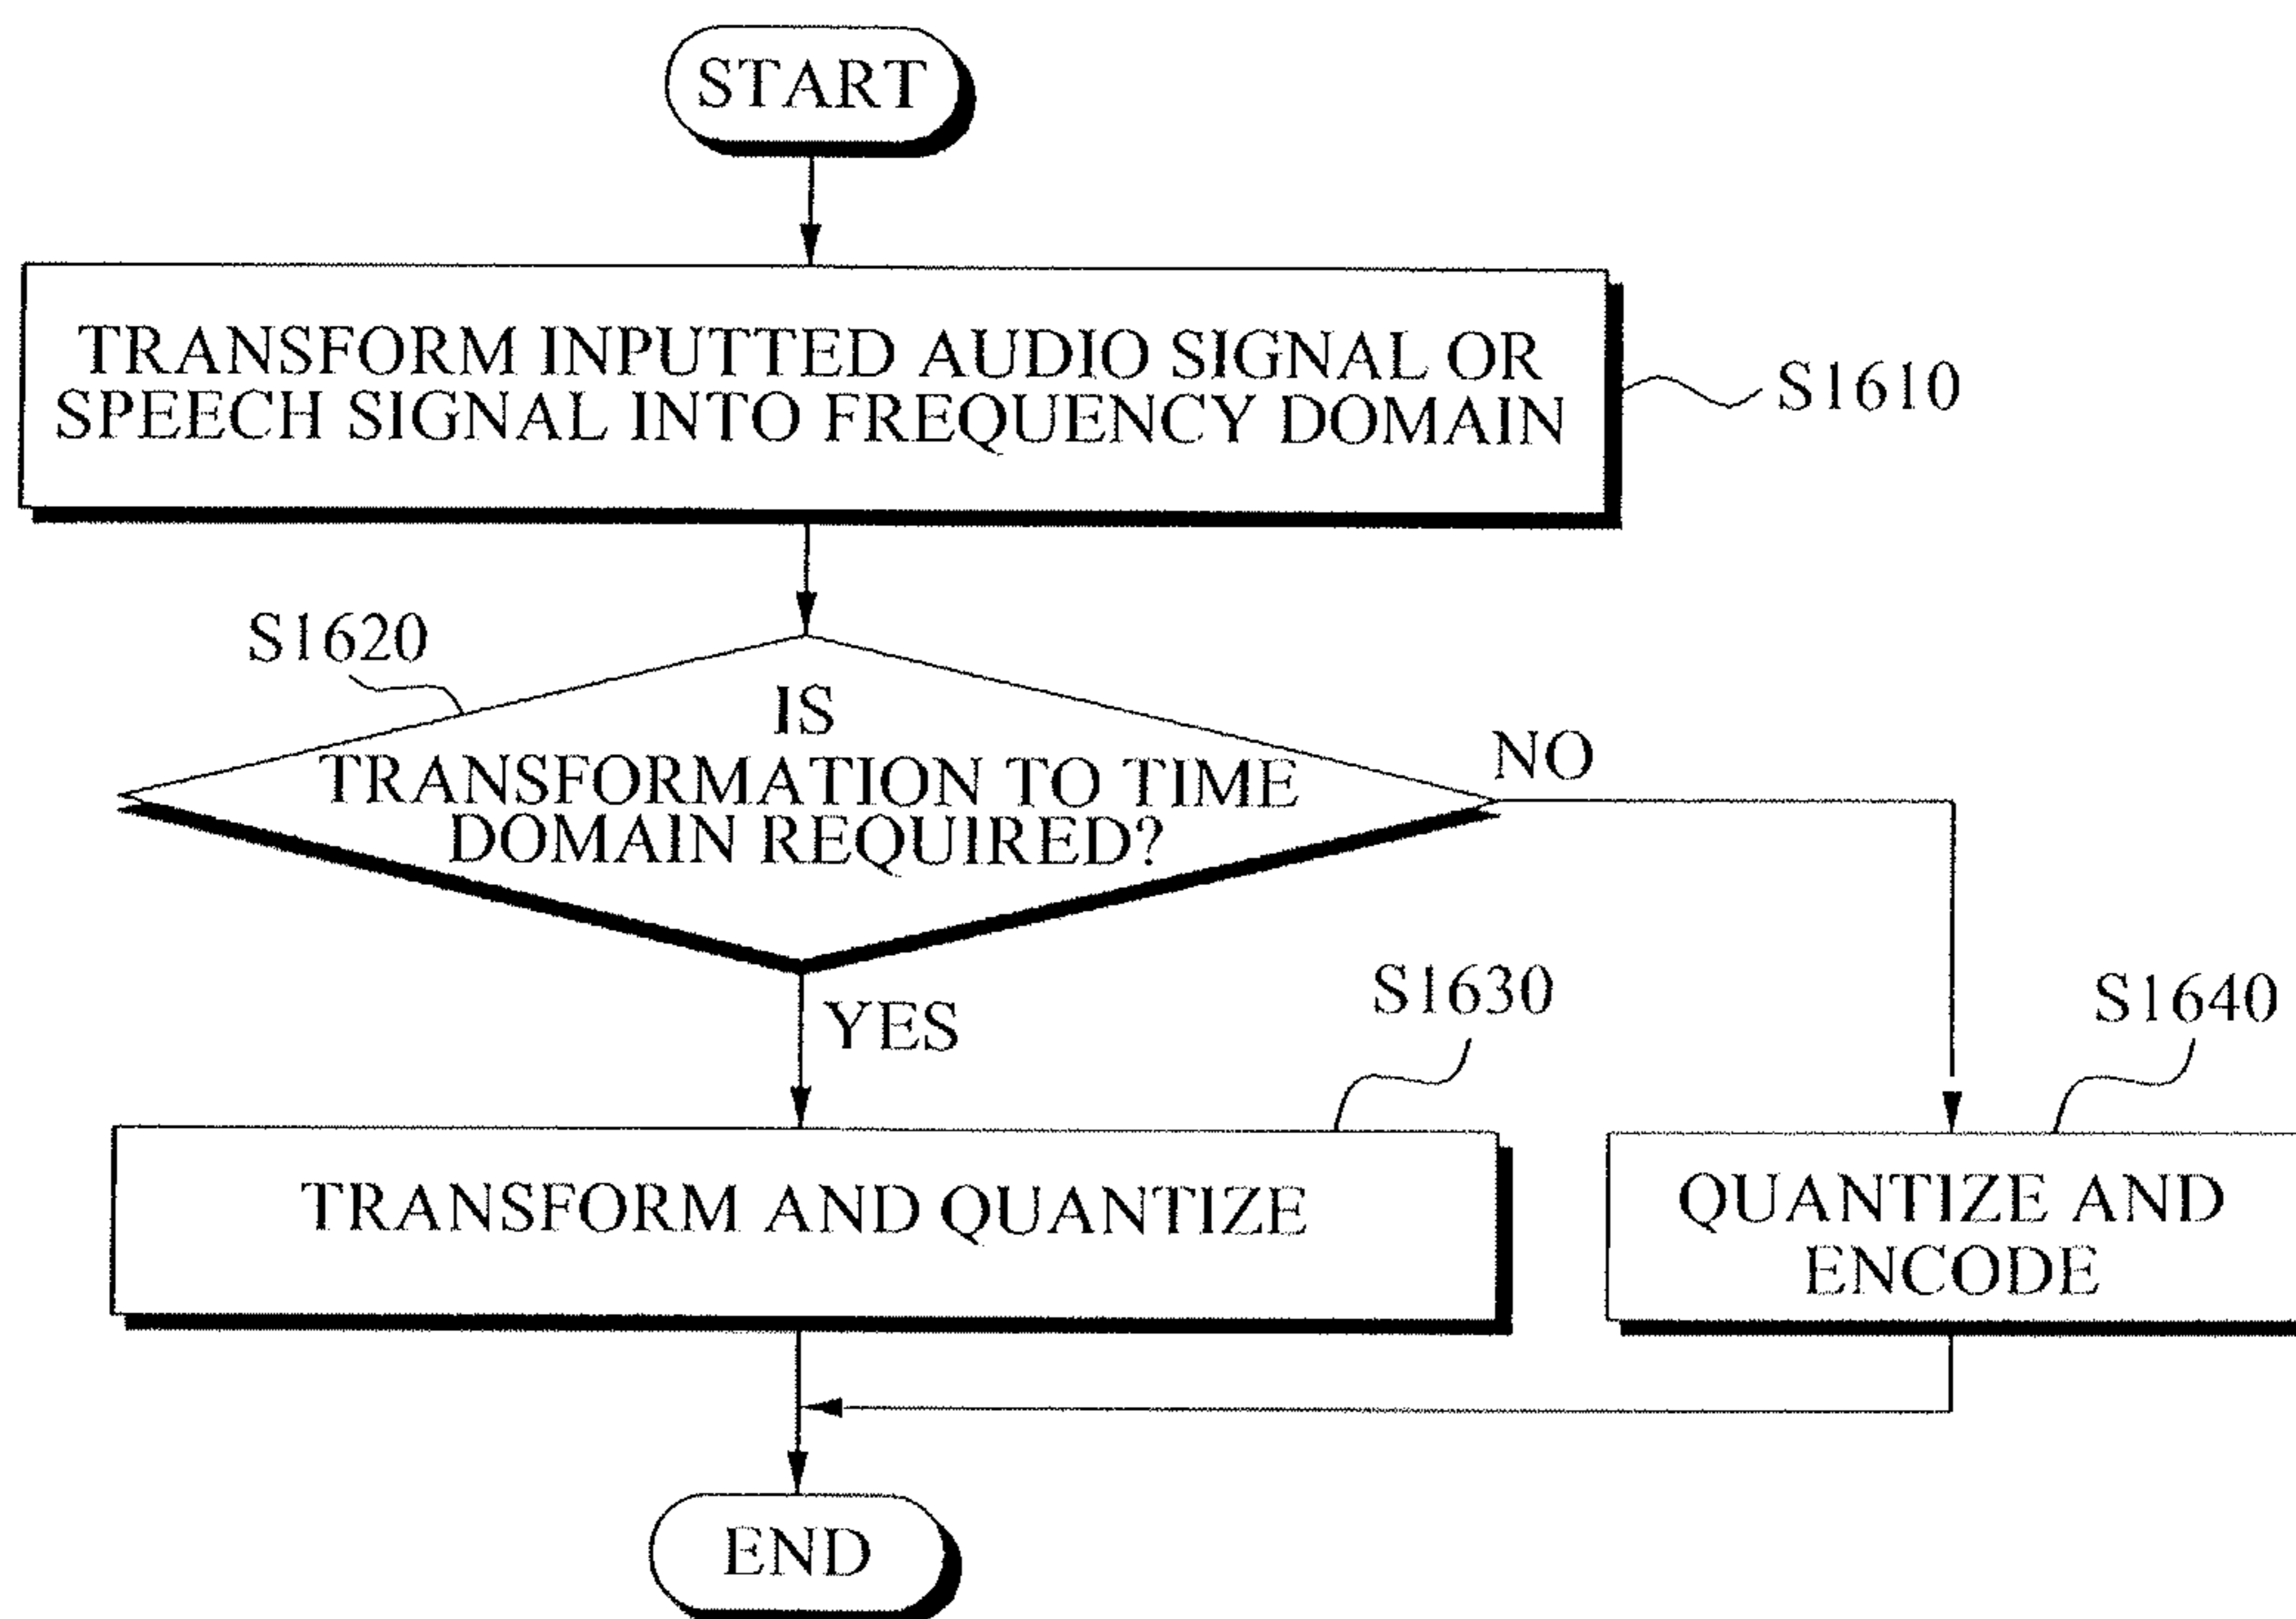 START
TRANSFORM INPUTTED AUDIO SIGNAL OR
SPEECH SIGNAL INTO FREQUENCY DOMAIN
S1610
S1620
IS
TRANSFORMATION TO TIME
DOMAIN REQUIRED?
NO
YES
S1630
S1640
TRANSFORM AND QUANTIZE
QUANTIZE AND
ENCODE
END